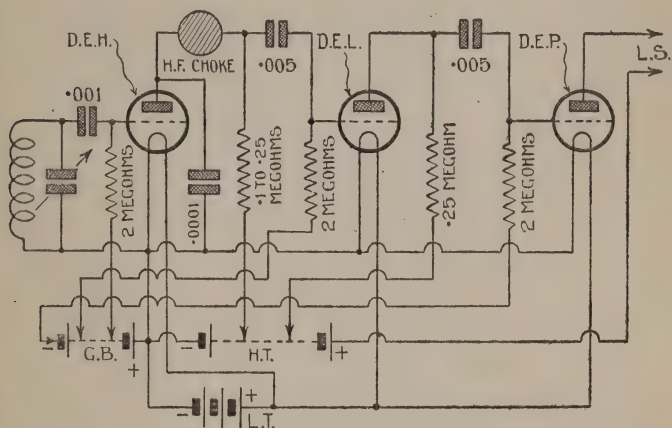 D.E.H.
H.F. CHOKE
.001
.005
D.E.L.
.005
D.E.P.
L.S.
2 MEGOHMS
.0001
.1 TO .25
MEGOHMS
2 MEGOHMS
.25 MEGOHM
2 MEGOHMS
- G.B. +
- H.T. +
- L.T. +